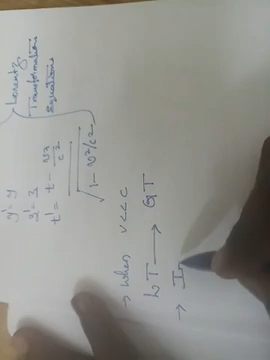 y' = y
z' = z
t' = t - vx/c²
√1 - v²/c²
Lorentz
Transformation
Equations
→ When v << c
LT ⟶ GT
→ I